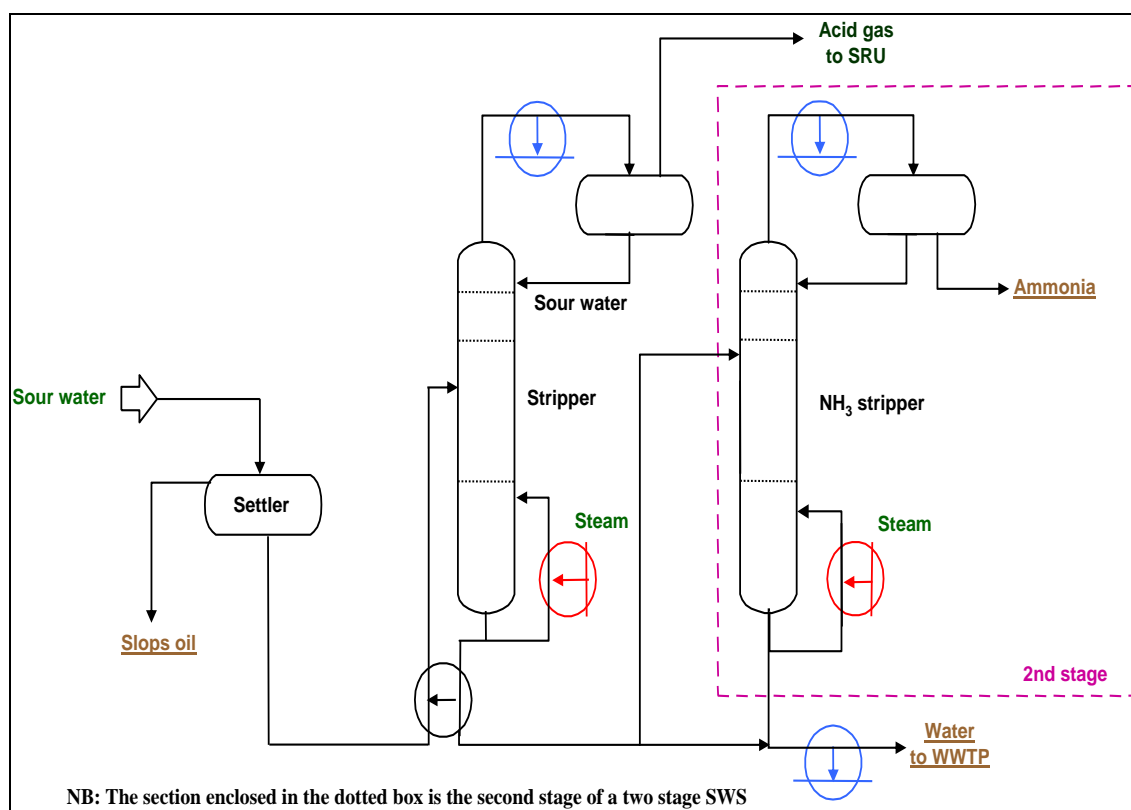 Acid gas
to SRU
Sour water
Ammonia
Sour water
Stripper
NH₃ stripper
Settler
Steam
Steam
Slops oil
2nd stage
Water
to WWTP
NB: The section enclosed in the dotted box is the second stage of a two stage SWS